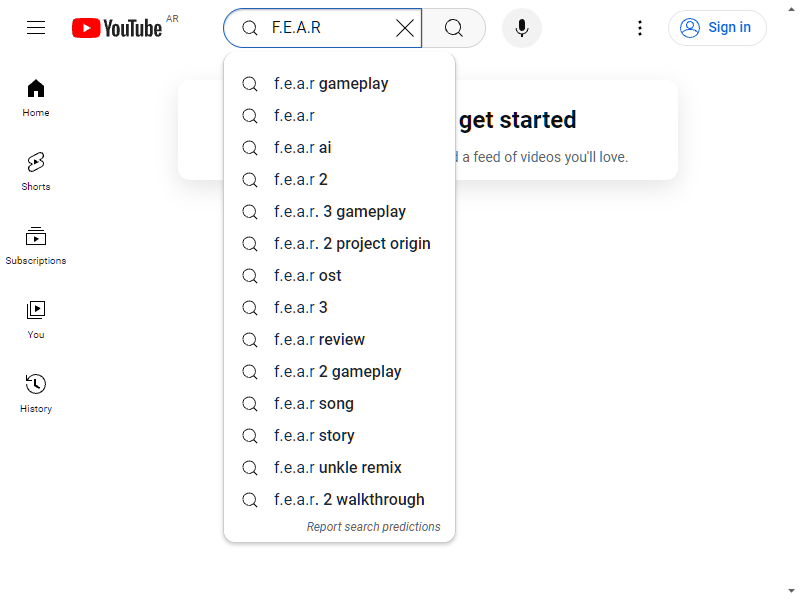 YouTube AR
F.E.A.R
Sign in
Home
Shorts
Subscriptions
You
History
get started
a feed of videos you'll love.
f.e.a.r gameplay
f.e.a.r
f.e.a.r ai
f.e.a.r 2
f.e.a.r. 3 gameplay
f.e.a.r. 2 project origin
f.e.a.r ost
f.e.a.r 3
f.e.a.r review
f.e.a.r 2 gameplay
f.e.a.r song
f.e.a.r story
f.e.a.r unkle remix
f.e.a.r. 2 walkthrough
Report search predictions